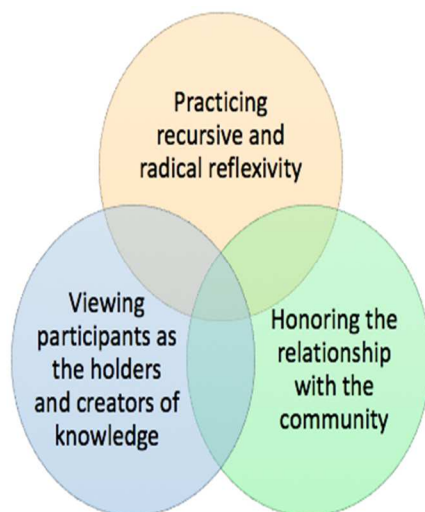 Practicing
recursive and
radical reflexivity
Viewing
participants as
the holders
and creators of
knowledge
Honoring the
relationship
with the
community